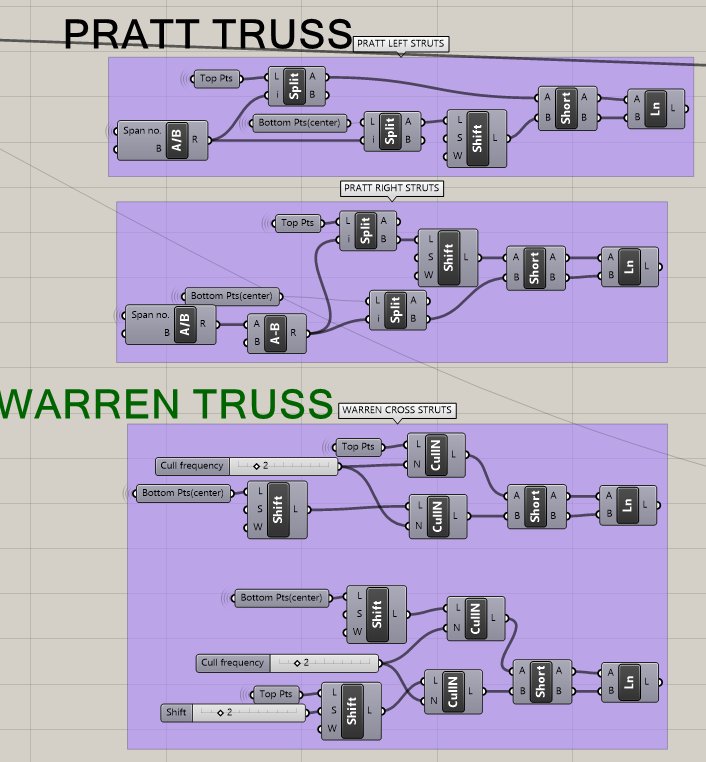 PRATT TRUSS
PRATT LEFT STRUTS
Top Pts
L
i
Split
A
B
Span no.
B
A/B
R
Bottom Pts(center)
L
i
Split
A
B
L
S
W
Shift
L
A
B
Short
A
B
A
B
Ln
L
PRATT RIGHT STRUTS
Top Pts
L
i
Split
A
B
L
S
W
Shift
L
Bottom Pts(center)
Span no.
B
A/B
R
A
B
A-B
R
L
i
Split
A
B
A
B
Short
A
B
A
B
Ln
L
WARREN TRUSS
WARREN CROSS STRUTS
Top Pts
L
N
CullN
L
Cull frequency
2
Bottom Pts(center)
L
S
W
Shift
L
L
N
CullN
L
A
B
Short
A
B
A
B
Ln
L
Bottom Pts(center)
L
S
W
Shift
L
L
N
CullN
L
Cull frequency
2
Top Pts
Shift
2
L
S
W
Shift
L
L
N
CullN
L
A
B
Short
A
B
A
B
Ln
L